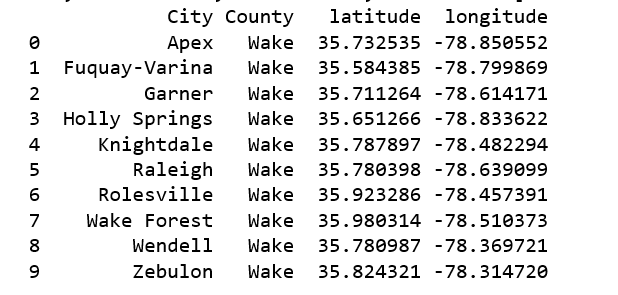 City County latitude longitude
0 Apex Wake 35.732535 -78.850552
1 Fuquay-Varina Wake 35.584385 -78.799869
2 Garner Wake 35.711264 -78.614171
3 Holly Springs Wake 35.651266 -78.833622
4 Knightdale Wake 35.787897 -78.482294
5 Raleigh Wake 35.780398 -78.639099
6 Rolesville Wake 35.923286 -78.457391
7 Wake Forest Wake 35.980314 -78.510373
8 Wendell Wake 35.780987 -78.369721
9 Zebulon Wake 35.824321 -78.314720